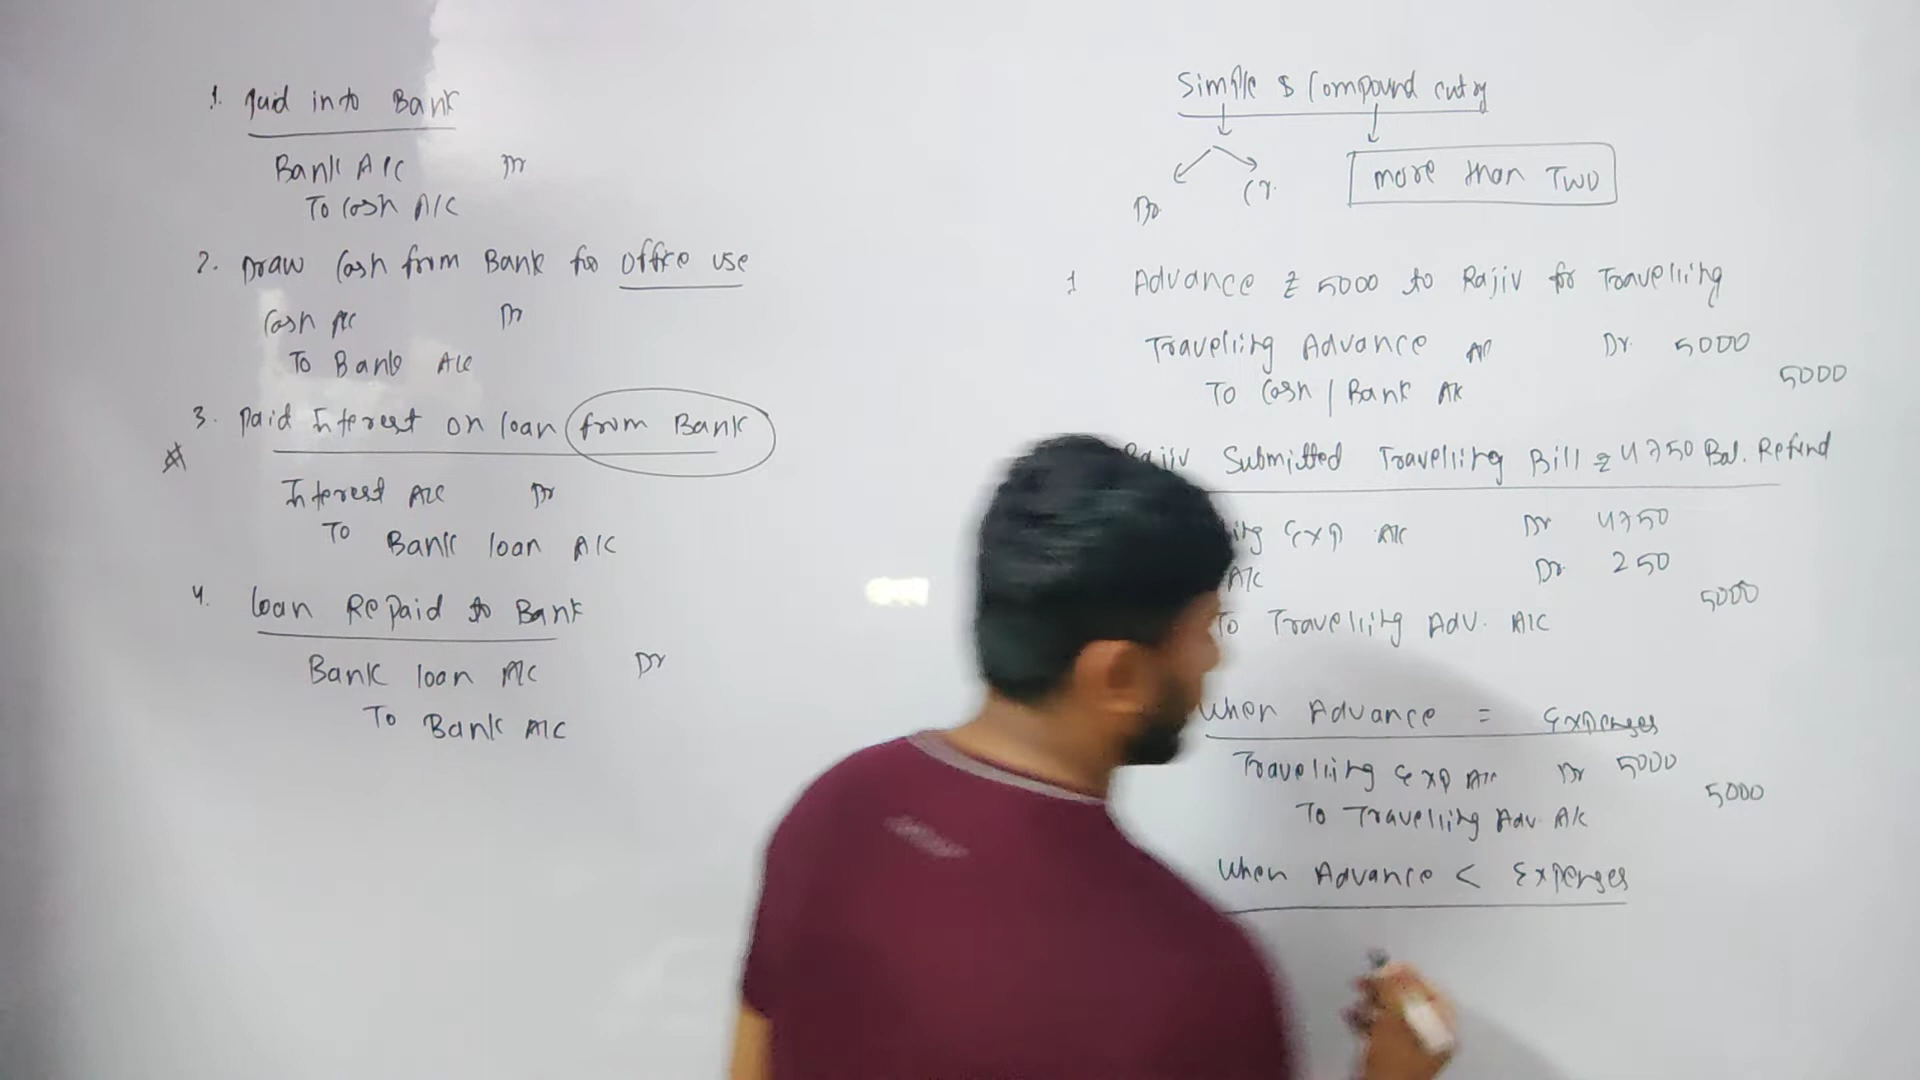 1. paid into Bank
Bank A/C Dr
To Cash A/C
2. Draw Cash from Bank for office use
Cash A/C Dr
To Bank A/C
3. Paid Interest on loan from Bank
Interest A/C Dr
To Bank loan A/C
4. loan Repaid to Bank
Bank loan A/C Dr
To Bank A/C
Simple & Compound entry
Dr. Cr. more than Two
1 Advance ₹ 5000 to Rajiv for Travelling
Travelling Advance A/C Dr. 5000
To Cash / Bank A/C 5000
Rajiv Submitted Travelling Bill ₹ 4750 Bal. Refund
ing Exp A/C Dr 4750
A/C Dr 250
To Travelling Adv. A/C 5000
When Advance = Expenses
Travelling Exp A/C Dr 5000
To Travelling Adv. A/C 5000
When Advance < Expenses